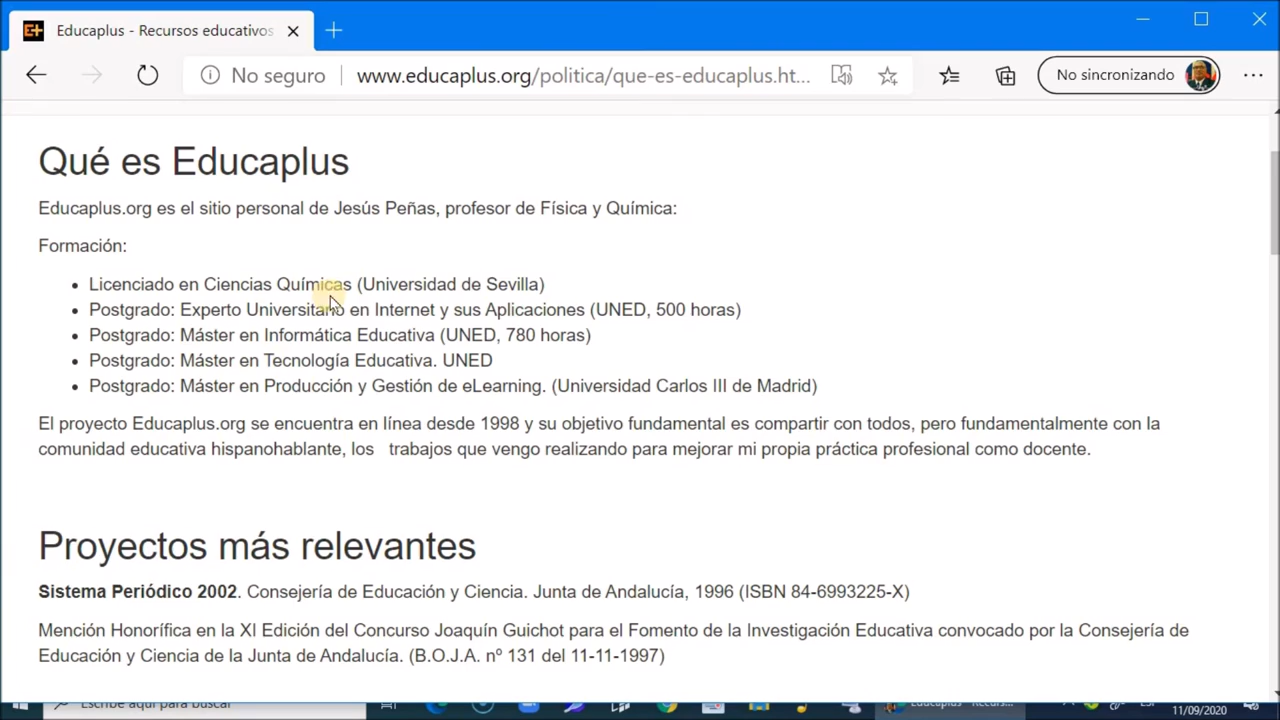 Educaplus - Recursos educativos
No seguro www.educaplus.org/politica/que-es-educaplus.ht... No sincronizando
Qué es Educaplus
Educaplus.org es el sitio personal de Jesús Peñas, profesor de Física y Química:
Formación:
Licenciado en Ciencias Químicas (Universidad de Sevilla)
Postgrado: Experto Universitario en Internet y sus Aplicaciones (UNED, 500 horas)
Postgrado: Máster en Informática Educativa (UNED, 780 horas)
Postgrado: Máster en Tecnología Educativa. UNED
Postgrado: Máster en Producción y Gestión de eLearning. (Universidad Carlos III de Madrid)
El proyecto Educaplus.org se encuentra en línea desde 1998 y su objetivo fundamental es compartir con todos, pero fundamentalmente con la
comunidad educativa hispanohablante, los trabajos que vengo realizando para mejorar mi propia práctica profesional como docente.
Proyectos más relevantes
Sistema Periódico 2002. Consejería de Educación y Ciencia. Junta de Andalucía, 1996 (ISBN 84-6993225-X)
Mención Honorífica en la XI Edición del Concurso Joaquín Guichot para el Fomento de la Investigación Educativa convocado por la Consejería de
Educación y Ciencia de la Junta de Andalucía. (B.O.J.A. nº 131 del 11-11-1997)
Escribe aquí para buscar Educaplus - Recurs...
11/09/2020